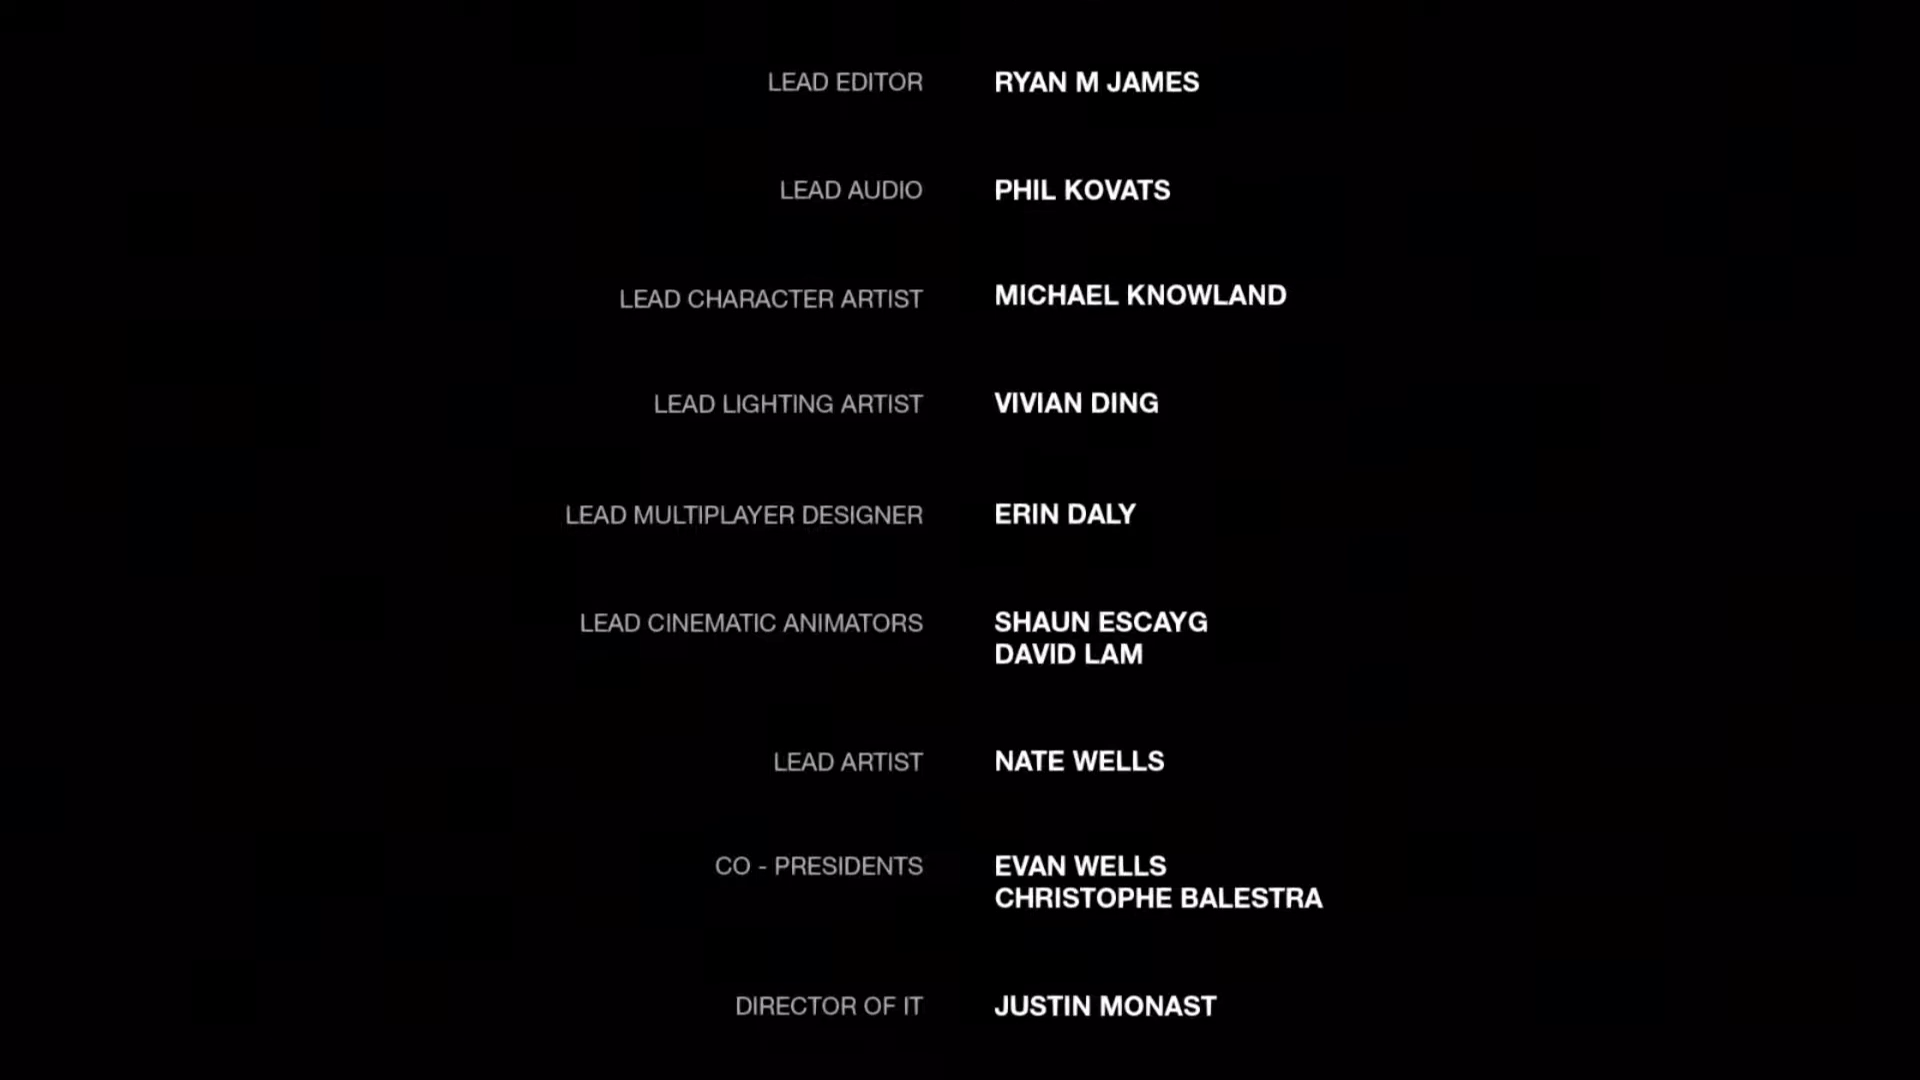 LEAD EDITOR RYAN M JAMES
LEAD AUDIO PHIL KOVATS
LEAD CHARACTER ARTIST MICHAEL KNOWLAND
LEAD LIGHTING ARTIST VIVIAN DING
LEAD MULTIPLAYER DESIGNER ERIN DALY
LEAD CINEMATIC ANIMATORS SHAUN ESCAYG
DAVID LAM
LEAD ARTIST NATE WELLS
CO - PRESIDENTS EVAN WELLS
CHRISTOPHE BALESTRA
DIRECTOR OF IT JUSTIN MONAST